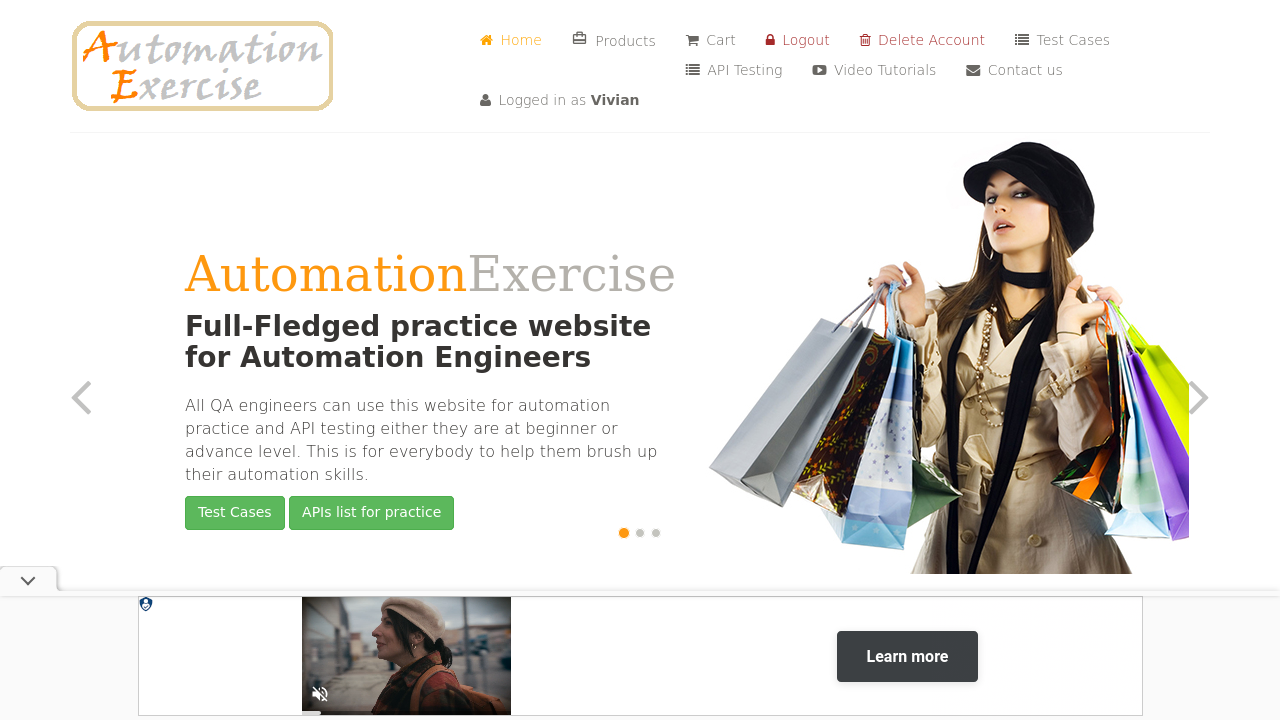 Automation
Exercise
Home Products Cart Logout Delete Account Test Cases
API Testing Video Tutorials Contact us
Logged in as Vivian
AutomationExercise
Full-Fledged practice website
for Automation Engineers
All QA engineers can use this website for automation
practice and API testing either they are at beginner or
advance level. This is for everybody to help them brush up
their automation skills.
Test Cases APIs list for practice
Learn more